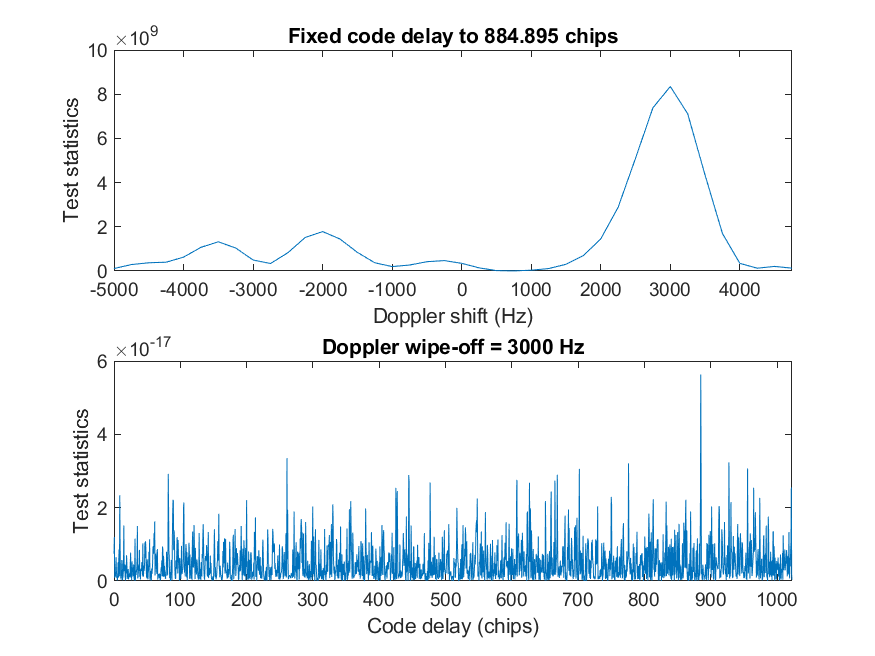 ×10^9
Fixed code delay to 884.895 chips
10
8
6
4
2
0
Test statistics
-5000 -4000 -3000 -2000 -1000 0 1000 2000 3000 4000
Doppler shift (Hz)
×10^-17
Doppler wipe-off = 3000 Hz
6
4
2
0
Test statistics
0 100 200 300 400 500 600 700 800 900 1000
Code delay (chips)